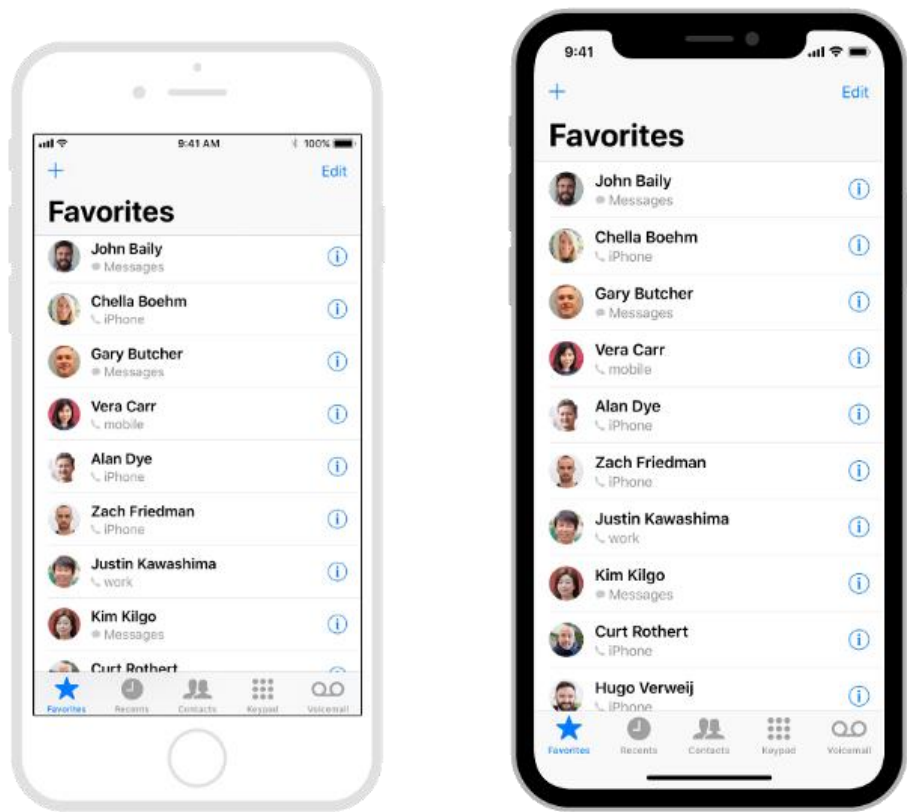 9:41 AM
100%
Edit
Favorites
John Baily
Messages
Chella Boehm
iPhone
Gary Butcher
Messages
Vera Carr
mobile
Alan Dye
iPhone
Zach Friedman
iPhone
Justin Kawashima
work
Kim Kilgo
Messages
Curt Rothert
Favorites Recents Contacts Keypad Voicemail
9:41
Edit
Favorites
John Baily
Messages
Chella Boehm
iPhone
Gary Butcher
Messages
Vera Carr
mobile
Alan Dye
iPhone
Zach Friedman
iPhone
Justin Kawashima
work
Kim Kilgo
Messages
Curt Rothert
iPhone
Hugo Verweij
iPhone
Favorites Recents Contacts Keypad Voicemail